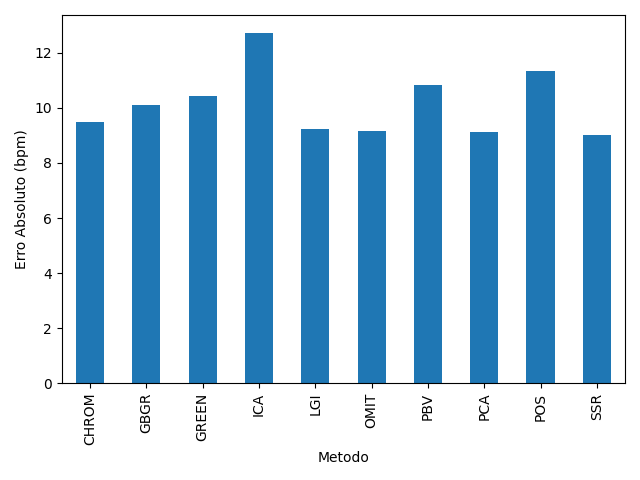 Erro Absoluto (bpm)
12
10
8
6
4
2
0
CHROM
GBGR
GREEN
ICA
LGI
OMIT
PBV
PCA
POS
SSR
Metodo